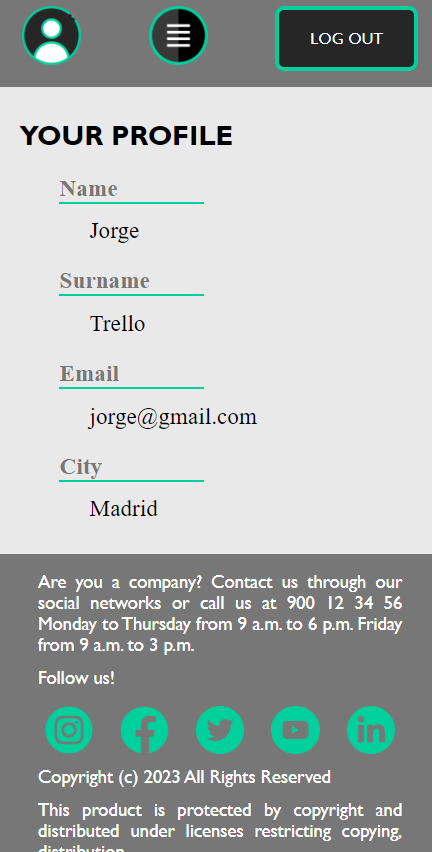 LOG OUT
YOUR PROFILE
Name
Jorge
Surname
Trello
Email
jorge@gmail.com
City
Madrid
Are you a company? Contact us through our
social networks or call us at 900 12 34 56
Monday to Thursday from 9 a.m. to 6 p.m. Friday
from 9 a.m. to 3 p.m.
Follow us!
Copyright (c) 2023 All Rights Reserved
This product is protected by copyright and
distributed under licenses restricting copying,
distribution